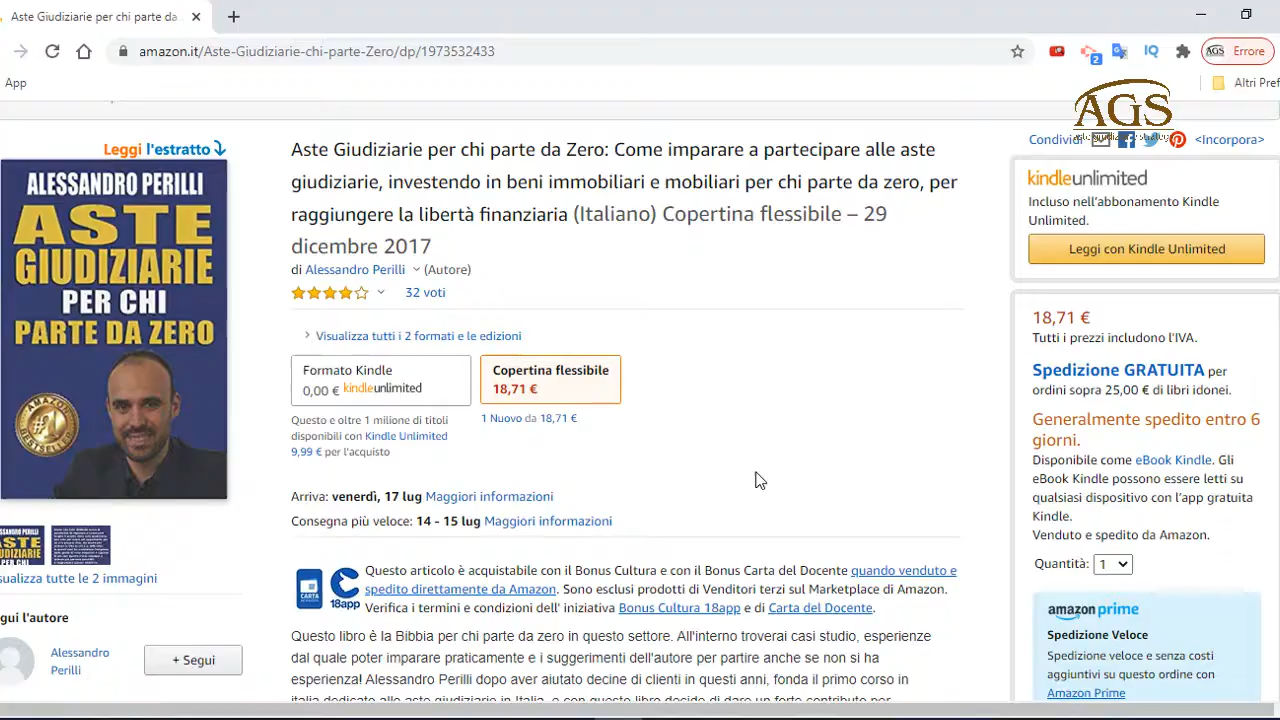 Aste Giudiziarie per chi parte da
amazon.it/Aste-Giudiziarie-chi-parte-Zero/dp/1973532433
2
IQ
AGS Errore
App
Altri Pref
AGS
Condividi <Incorpora>
Leggi l'estratto
ALESSANDRO PERILLI
ASTE
GIUDIZIARIE
PER CHI
PARTE DA ZERO
AMAZON
#1
BESTSELLER
Aste Giudiziarie per chi parte da Zero: Come imparare a partecipare alle aste
giudiziarie, investendo in beni immobiliari e mobiliari per chi parte da zero, per
raggiungere la libertà finanziaria (Italiano) Copertina flessibile – 29
dicembre 2017
di Alessandro Perilli (Autore)
32 voti
Visualizza tutti i 2 formati e le edizioni
Formato Kindle
0,00 € kindleunlimited
Copertina flessibile
18,71 €
Questo e oltre 1 milione di titoli
disponibili con Kindle Unlimited
9,99 € per l'acquisto
1 Nuovo da 18,71 €
Arriva: venerdì, 17 lug Maggiori informazioni
Consegna più veloce: 14 - 15 lug Maggiori informazioni
CARTA
18app
Questo articolo è acquistabile con il Bonus Cultura e con il Bonus Carta del Docente quando venduto e
spedito direttamente da Amazon. Sono esclusi prodotti di Venditori terzi sul Marketplace di Amazon.
Verifica i termini e condizioni dell' iniziativa Bonus Cultura 18app e di Carta del Docente.
Questo libro è la Bibbia per chi parte da zero in questo settore. All'interno troverai casi studio, esperienze
dal quale poter imparare praticamente e i suggerimenti dell'autore per partire anche se non si ha
esperienza! Alessandro Perilli dopo aver aiutato decine di clienti in questi anni, fonda il primo corso in
Italia dedicato alle aste giudiziarie in Italia, e con questo libro decide di dare un forte contributo per
sualizza tutte le 2 immagini
gui l'autore
Alessandro
Perilli
+ Segui
kindleunlimited
Incluso nell’abbonamento Kindle
Unlimited.
Leggi con Kindle Unlimited
18,71 €
Tutti i prezzi includono l'IVA.
Spedizione GRATUITA per
ordini sopra 25,00 € di libri idonei.
Generalmente spedito entro 6
giorni.
Disponibile come eBook Kindle. Gli
eBook Kindle possono essere letti su
qualsiasi dispositivo con l’app gratuita
Kindle.
Venduto e spedito da Amazon.
Quantità: 1
amazon prime
Spedizione Veloce
Spedizione veloce e senza costi
aggiuntivi su questo ordine con
Amazon Prime